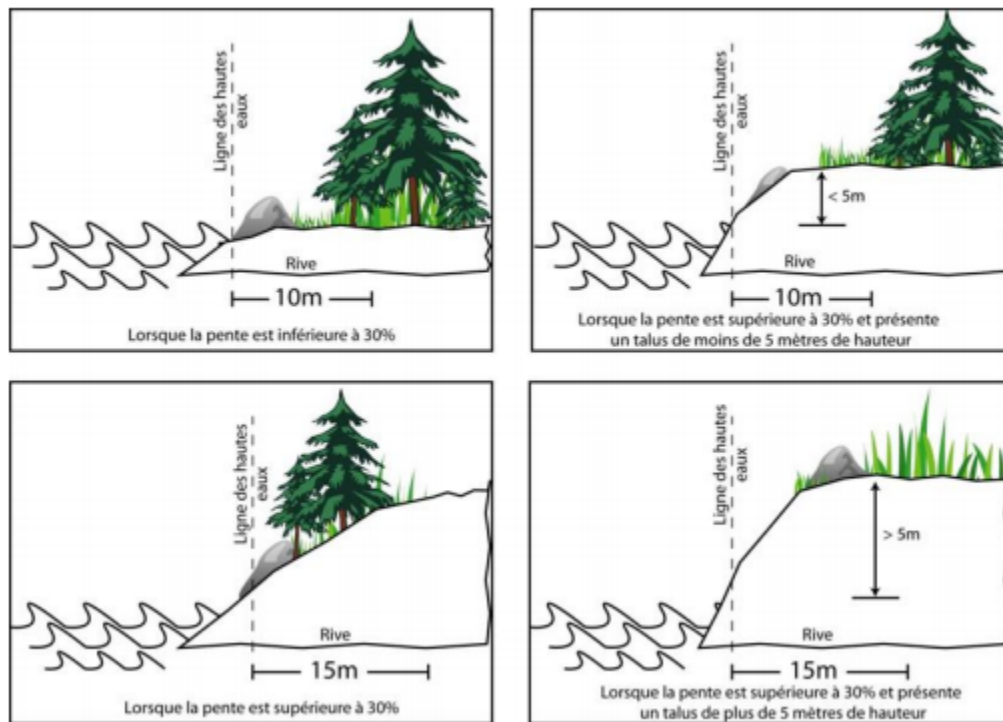 Ligne des hautes
eaux
Rive
10m
Lorsque la pente est inférieure à 30%
Ligne des hautes
eaux
< 5m
Rive
10m
Lorsque la pente est supérieure à 30% et présente
un talus de moins de 5 mètres de hauteur
Ligne des hautes
eaux
Rive
15m
Lorsque la pente est supérieure à 30%
Ligne des hautes
eaux
> 5m
Rive
15m
Lorsque la pente est supérieure à 30% et présente
un talus de plus de 5 mètres de hauteur